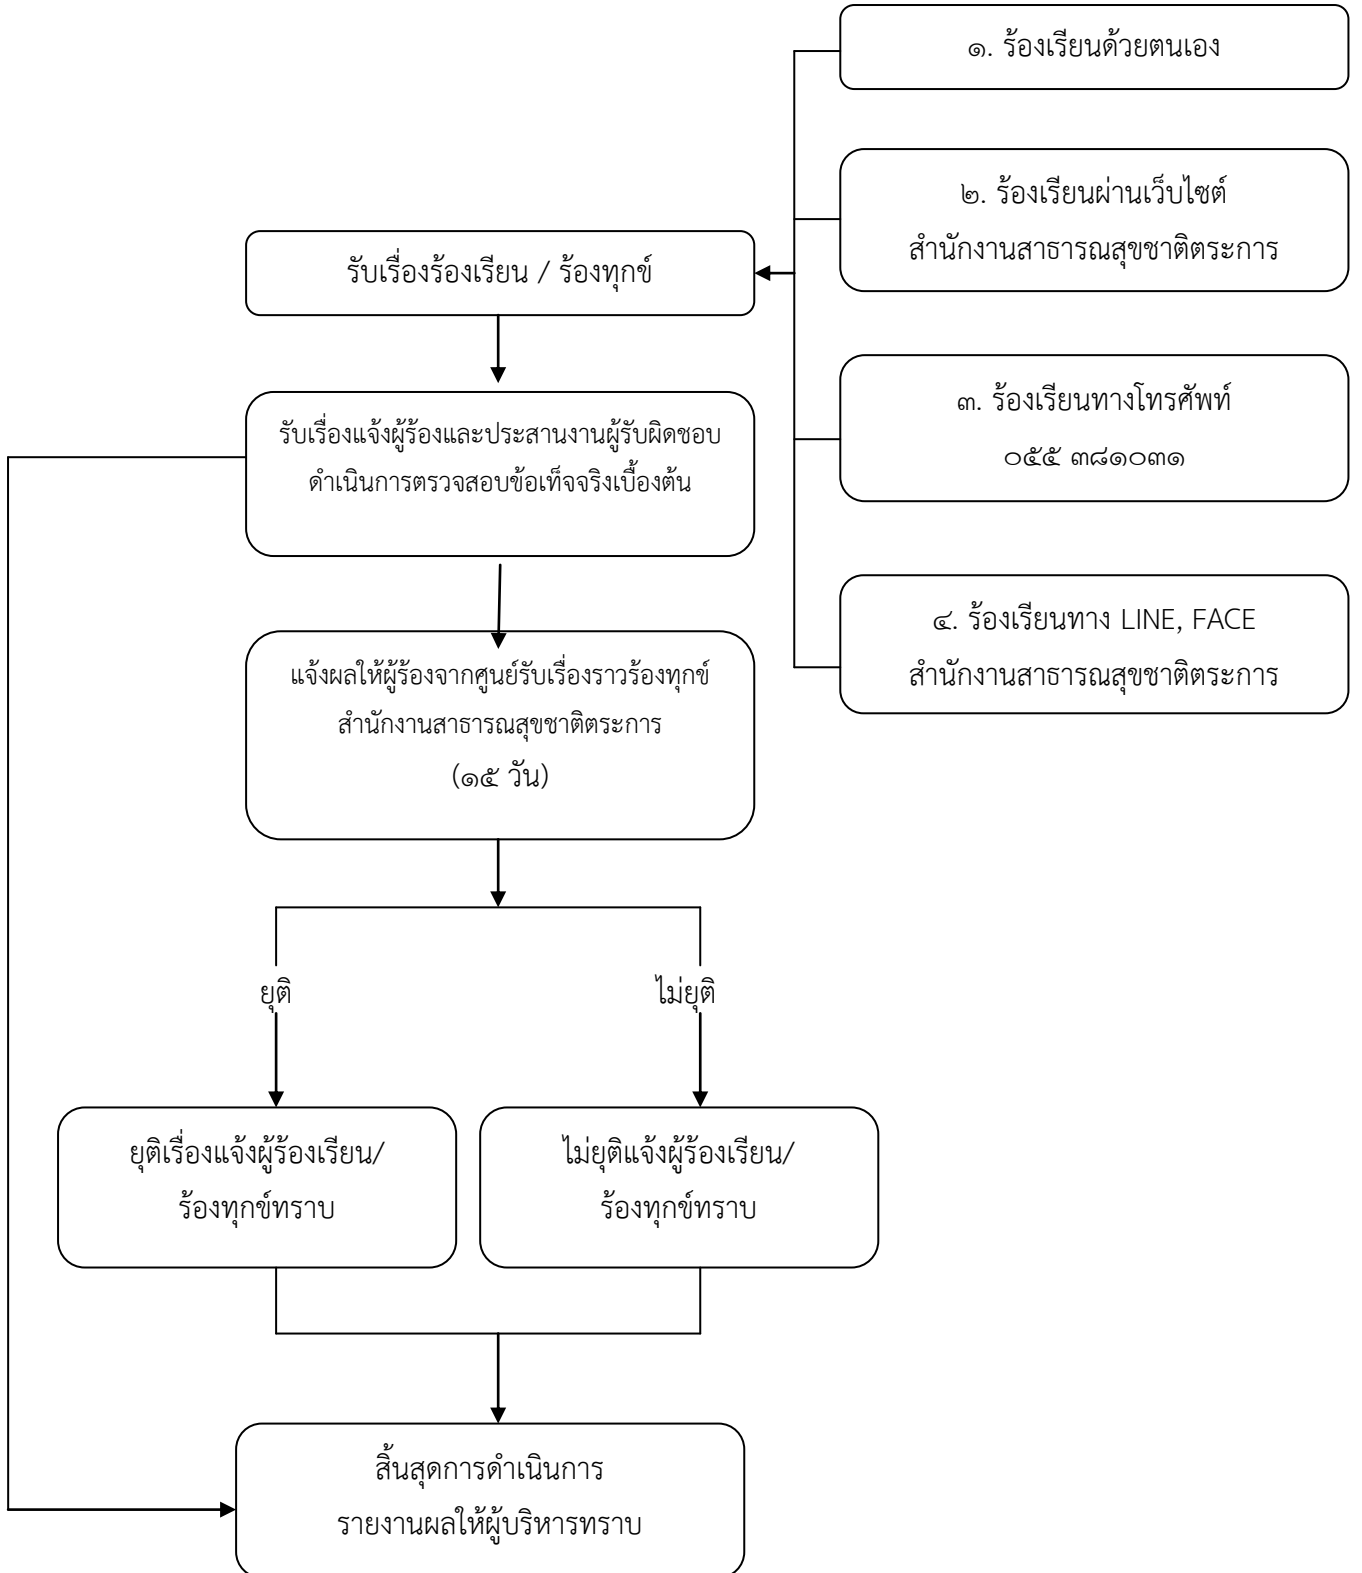 ๑. ร้องเรียนด้วยตนเอง
๒. ร้องเรียนผ่านเว็บไซต์
สำนักงานสาธารณสุขชาติตระการ
รับเรื่องร้องเรียน / ร้องทุกข์
๓. ร้องเรียนทางโทรศัพท์
๐๕๕ ๓๘๑๐๓๑
รับเรื่องแจ้งผู้ร้องและประสานงานผู้รับผิดชอบ
ดำเนินการตรวจสอบข้อเท็จจริงเบื้องต้น
๔. ร้องเรียนทาง LINE, FACE
สำนักงานสาธารณสุขชาติตระการ
แจ้งผลให้ผู้ร้องจากศูนย์รับเรื่องราวร้องทุกข์
สำนักงานสาธารณสุขชาติตระการ
(๑๕ วัน)
ยุติ
ไม่ยุติ
ยุติเรื่องแจ้งผู้ร้องเรียน/
ร้องทุกข์ทราบ
ไม่ยุติแจ้งผู้ร้องเรียน/
ร้องทุกข์ทราบ
สิ้นสุดการดำเนินการ
รายงานผลให้ผู้บริหารทราบ